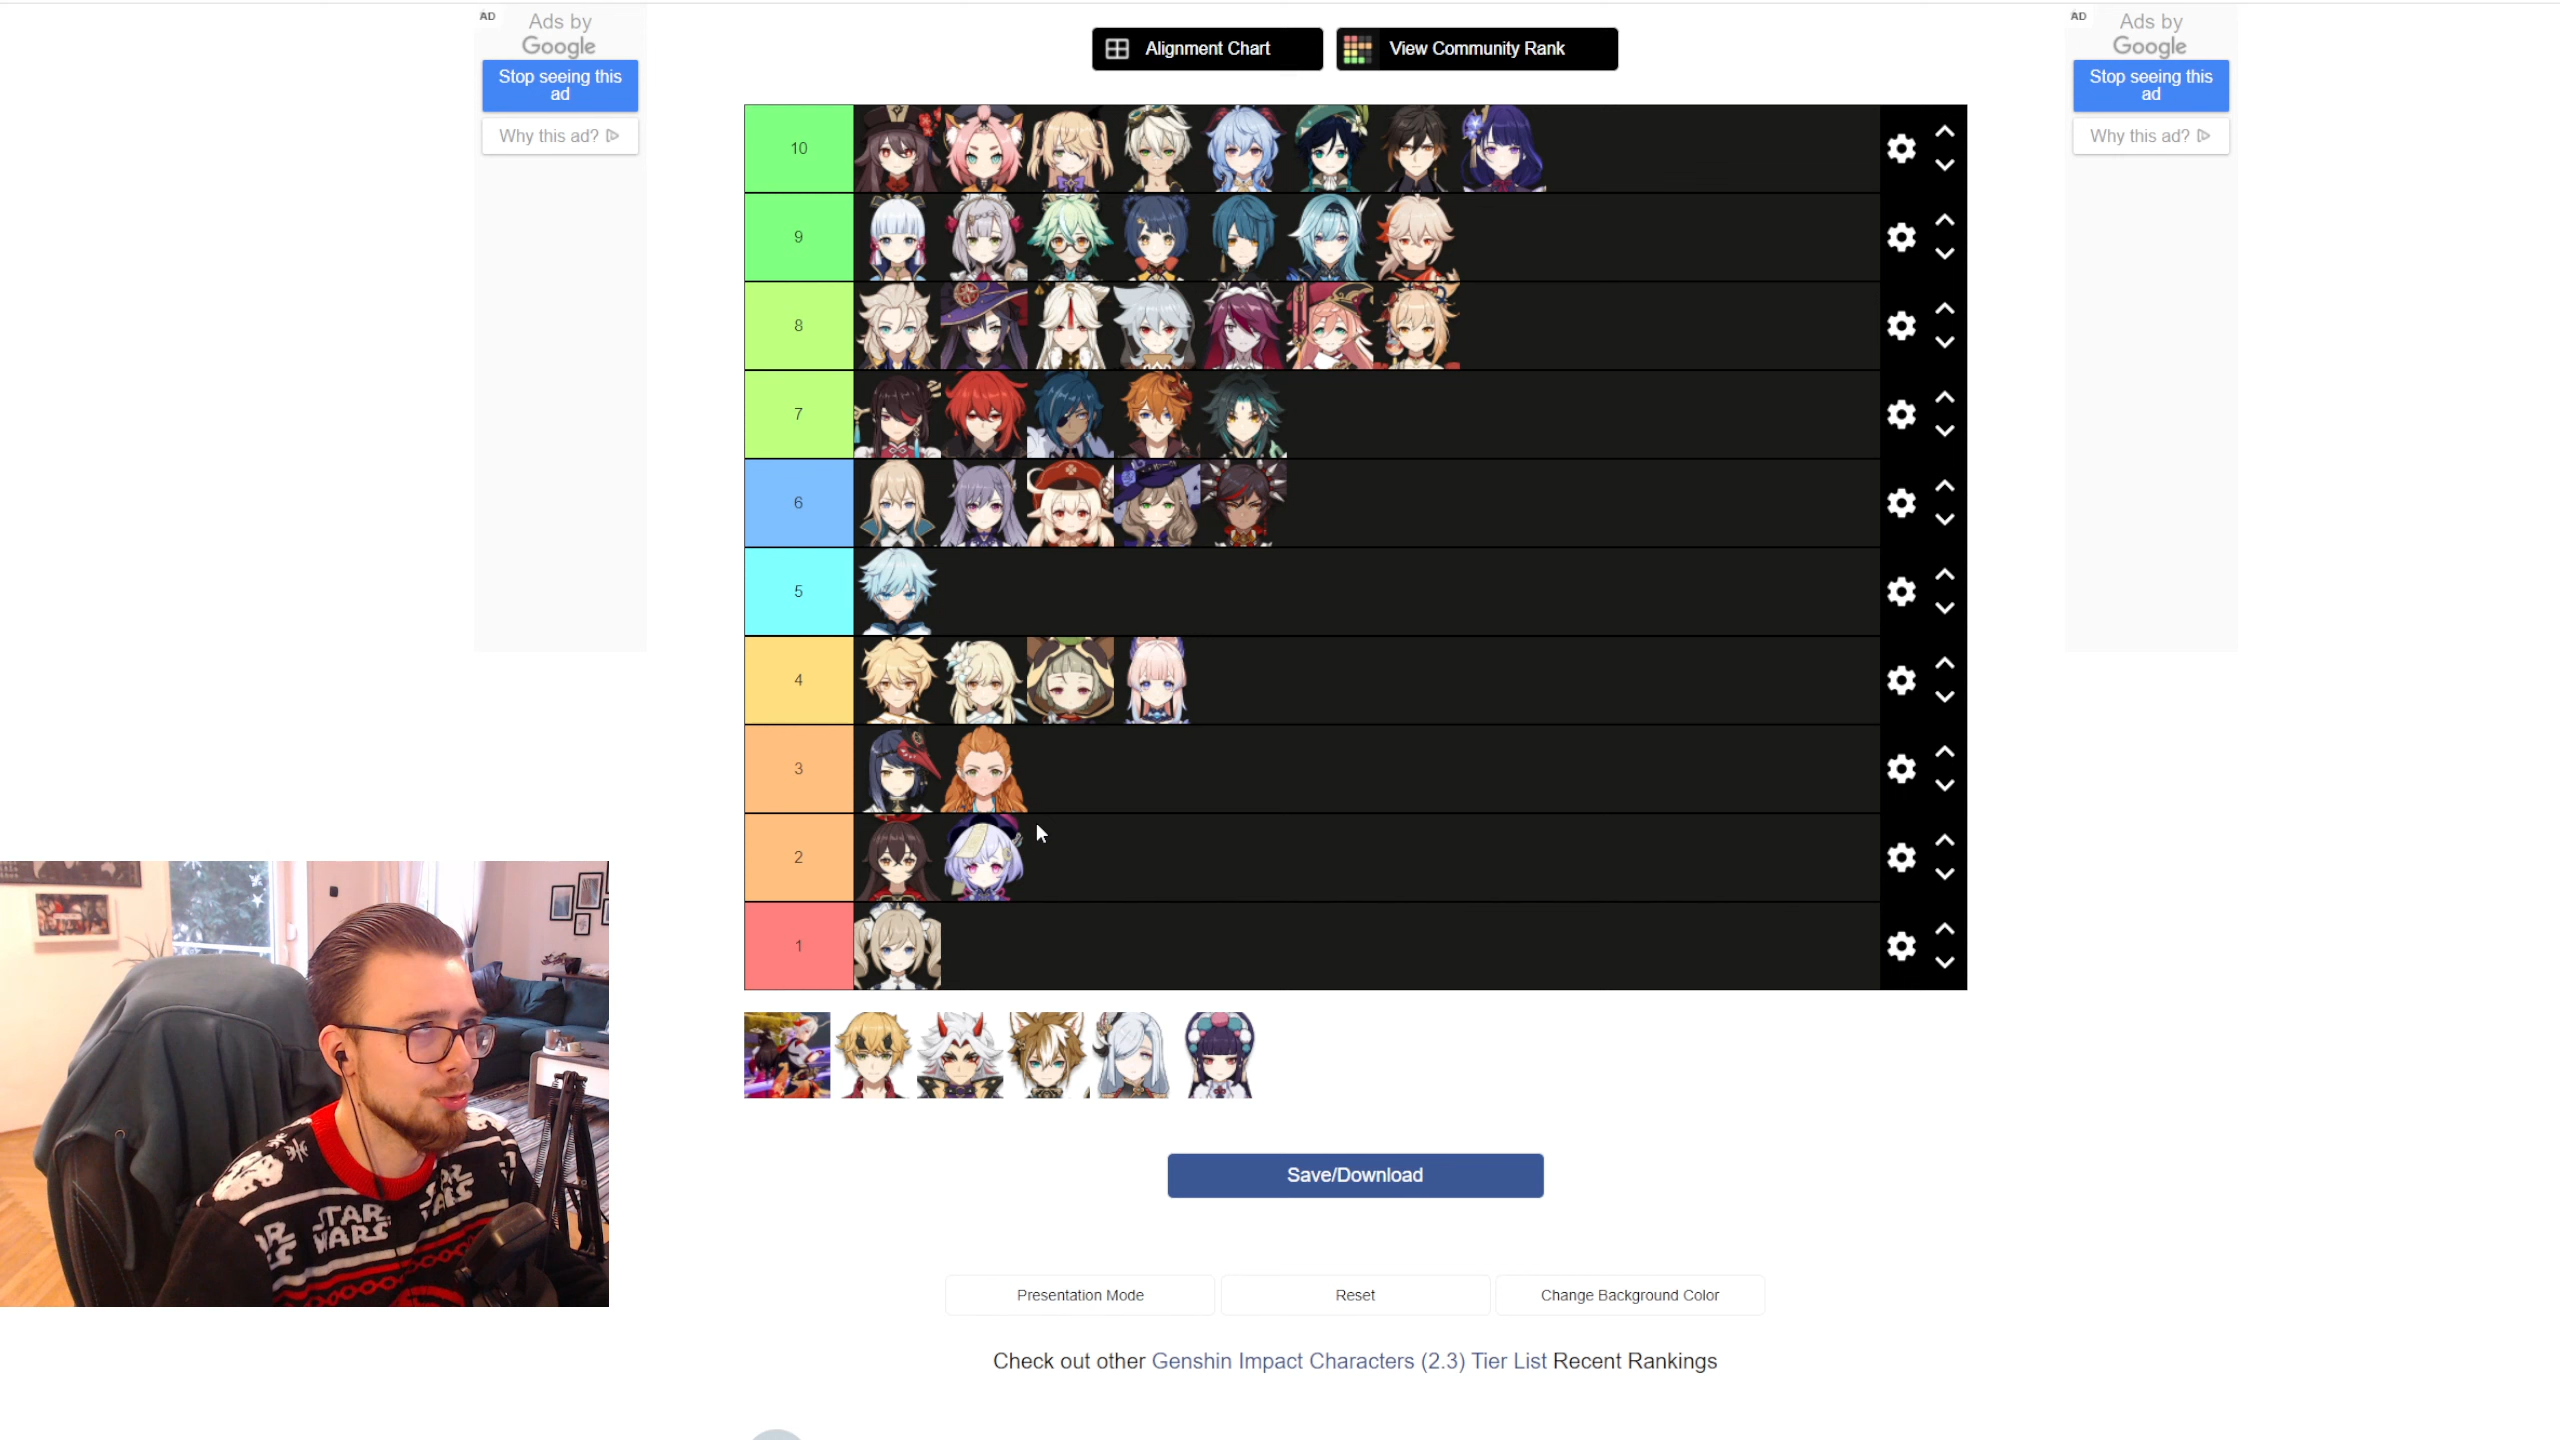 AD
Ads by
Google
Stop seeing this
ad
Why this ad?
Alignment Chart
View Community Rank
AD
Ads by
Google
Stop seeing this
ad
Why this ad?
10
9
8
7
6
5
4
3
2
1
STAR
WARS
Save/Download
Presentation Mode
Reset
Change Background Color
Check out other Genshin Impact Characters (2.3) Tier List Recent Rankings